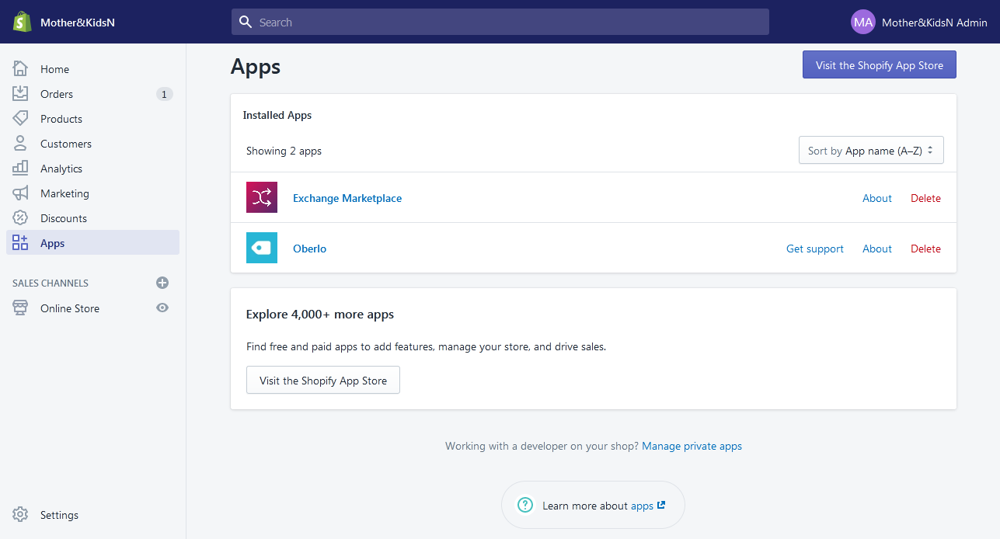 Mother&KidsN
Search
MA Mother&KidsN Admin
Home
Orders 1
Products
Customers
Analytics
Marketing
Discounts
Apps
SALES CHANNELS
Online Store
Settings
Apps
Visit the Shopify App Store
Installed Apps
Showing 2 apps
Sort by App name (A–Z)
Exchange Marketplace About Delete
Oberlo Get support About Delete
Explore 4,000+ more apps
Find free and paid apps to add features, manage your store, and drive sales.
Visit the Shopify App Store
Working with a developer on your shop? Manage private apps
Learn more about apps